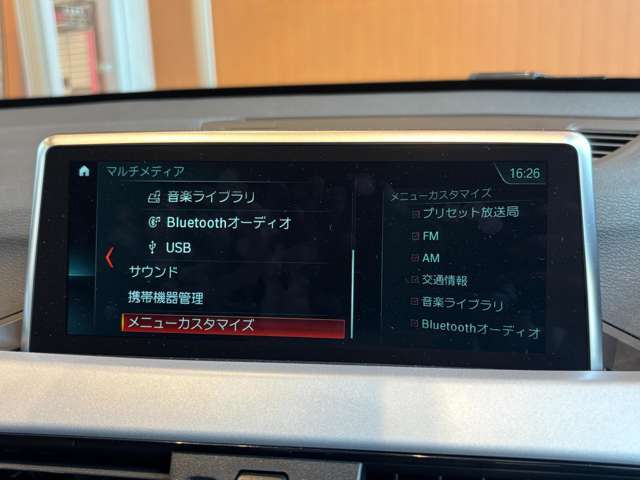 マルチメディア
16:26
音楽ライブラリ
Bluetoothオーディオ
USB
サウンド
携帯機器管理
メニューカスタマイズ
メニューカスタマイズ
プリセット放送局
FM
AM
交通情報
音楽ライブラリ
Bluetoothオーディオ